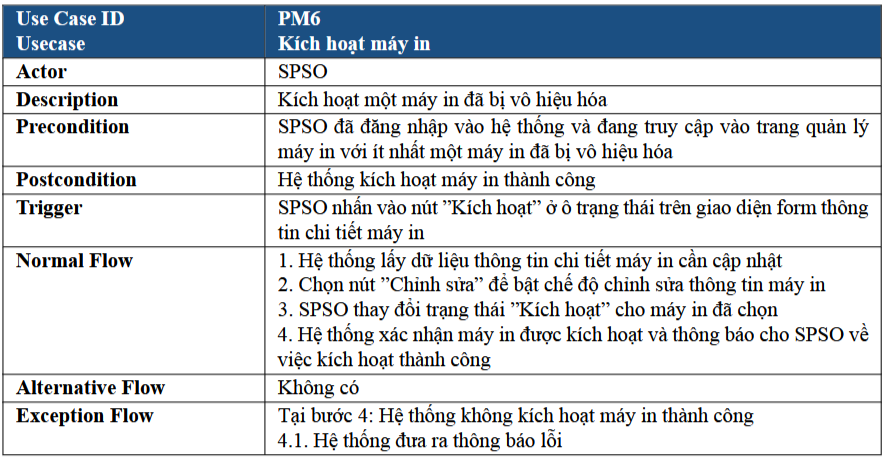 Use Case ID PM6
Usecase Kích hoạt máy in
Actor SPSO
Description Kích hoạt một máy in đã bị vô hiệu hóa
Precondition SPSO đã đăng nhập vào hệ thống và đang truy cập vào trang quản lý
máy in với ít nhất một máy in đã bị vô hiệu hóa
Postcondition Hệ thống kích hoạt máy in thành công
Trigger SPSO nhấn vào nút ”Kích hoạt” ở ô trạng thái trên giao diện form thông
tin chi tiết máy in
Normal Flow 1. Hệ thống lấy dữ liệu thông tin chi tiết máy in cần cập nhật
2. Chọn nút ”Chỉnh sửa” để bật chế độ chỉnh sửa thông tin máy in
3. SPSO thay đổi trạng thái ”Kích hoạt” cho máy in đã chọn
4. Hệ thống xác nhận máy in được kích hoạt và thông báo cho SPSO về
việc kích hoạt thành công
Alternative Flow Không có
Exception Flow Tại bước 4: Hệ thống không kích hoạt máy in thành công
4.1. Hệ thống đưa ra thông báo lỗi